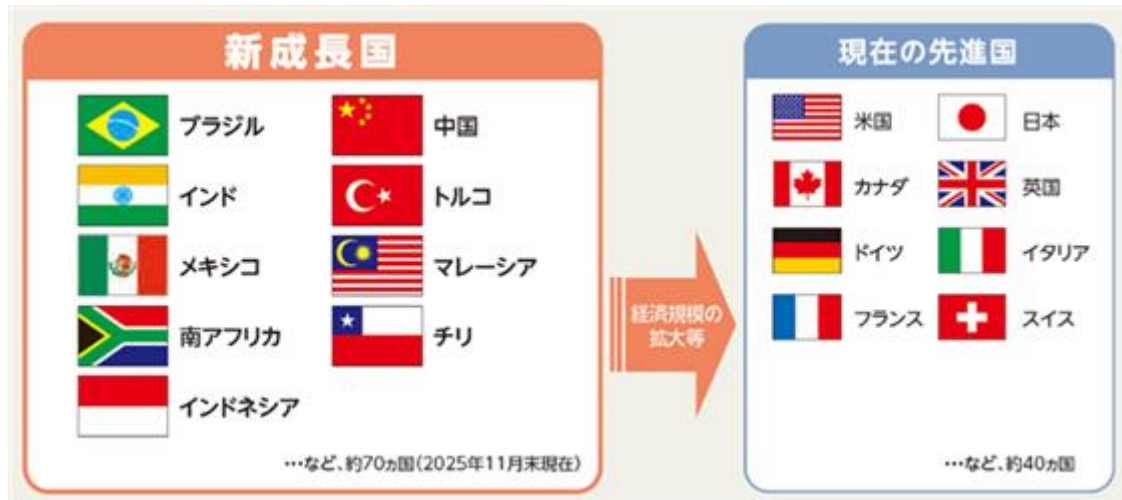 新成長国
ブラジル
中国
インド
トルコ
メキシコ
マレーシア
南アフリカ
チリ
インドネシア
…など、約70ヵ国(2025年11月末現在)
経済規模の
拡大等
現在の先進国
米国
日本
カナダ
英国
ドイツ
イタリア
フランス
スイス
…など、約40ヵ国